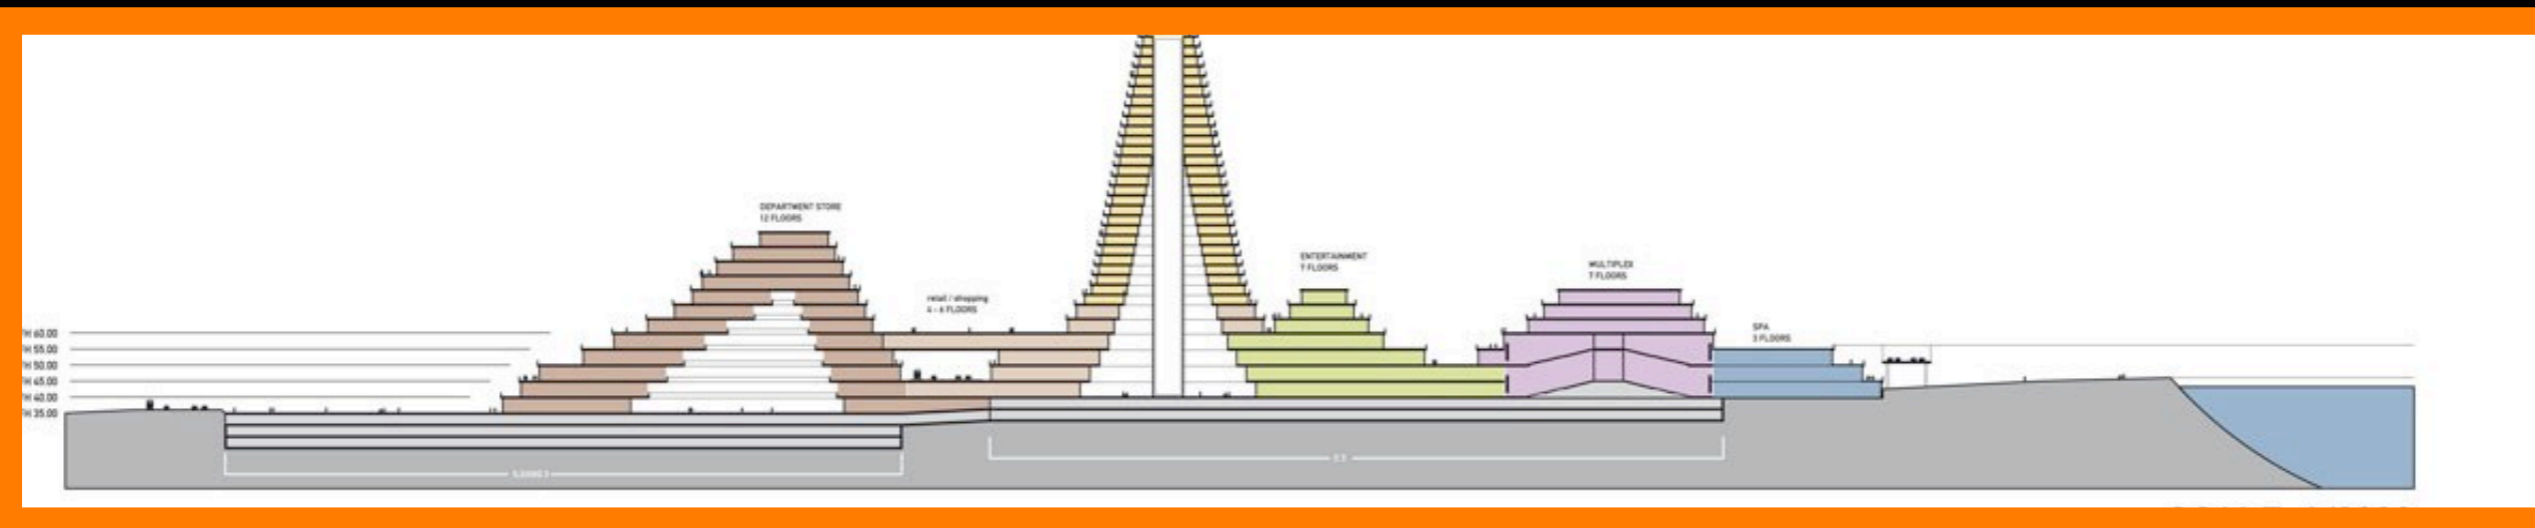 DEPARTMENT STORE
12 FLOORS
ENTERTAINMENT
7 FLOORS
MULTIPLEX
7 FLOORS
retail / shopping
4 - 6 FLOORS
SPA
3 FLOORS
60.00
55.00
50.00
45.00
40.00
35.00